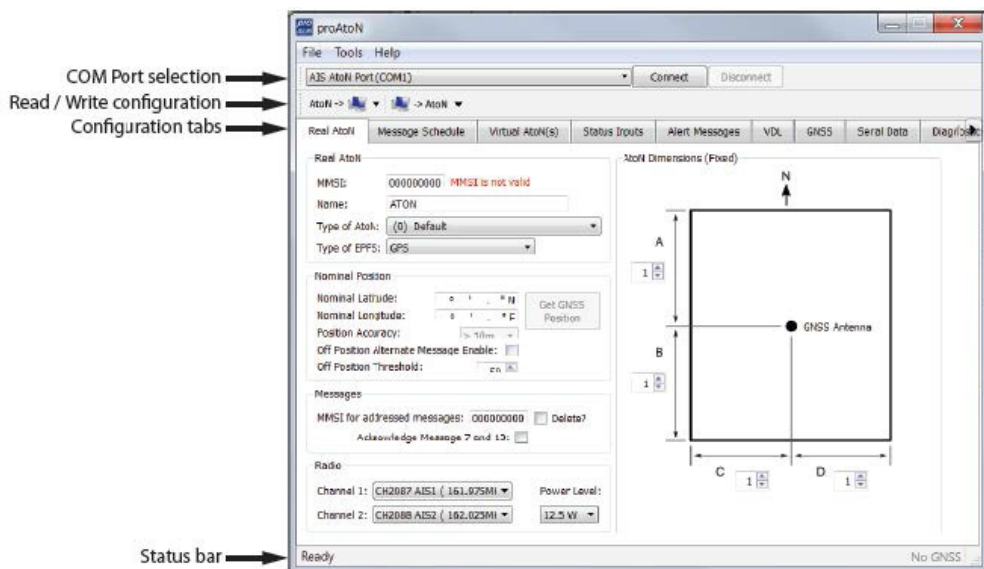 proAtoN
File Tools Help
COM Port selection
AIS AtoN Port (COM1) Connect Disconnect
Read / Write configuration
AtoN -> -> AtoN
Configuration tabs
Real AtoN Message Schedule Virtual AtoN(s) Status Inputs Alert Messages VDL GNSS Serial Data
Real AtoN
MMSI: 000000000 MMSI is not valid
Name: ATON
Type of AtoN: (0) Default
Type of EPFS: GPS
Nominal Position
Nominal Latitude: ° ' . " N
Nominal Longitude: ° ' . " E
Get GNSS Position
Position Accuracy: > 10m
Off Position Alternate Message Enable:
Off Position Threshold: 50
Messages
MMSI for addressed messages: 000000000 Delete?
Acknowledge Message 7 and 13:
Radio
Channel 1: CH2087 AIS1 ( 161.975MH
Power Level:
Channel 2: CH2088 AIS2 ( 162.025MH
12.5 W
AtoN Dimensions (Fixed)
N
A
1
GNSS Antenna
B
1
C 1 D 1
Status bar
Ready No GNSS